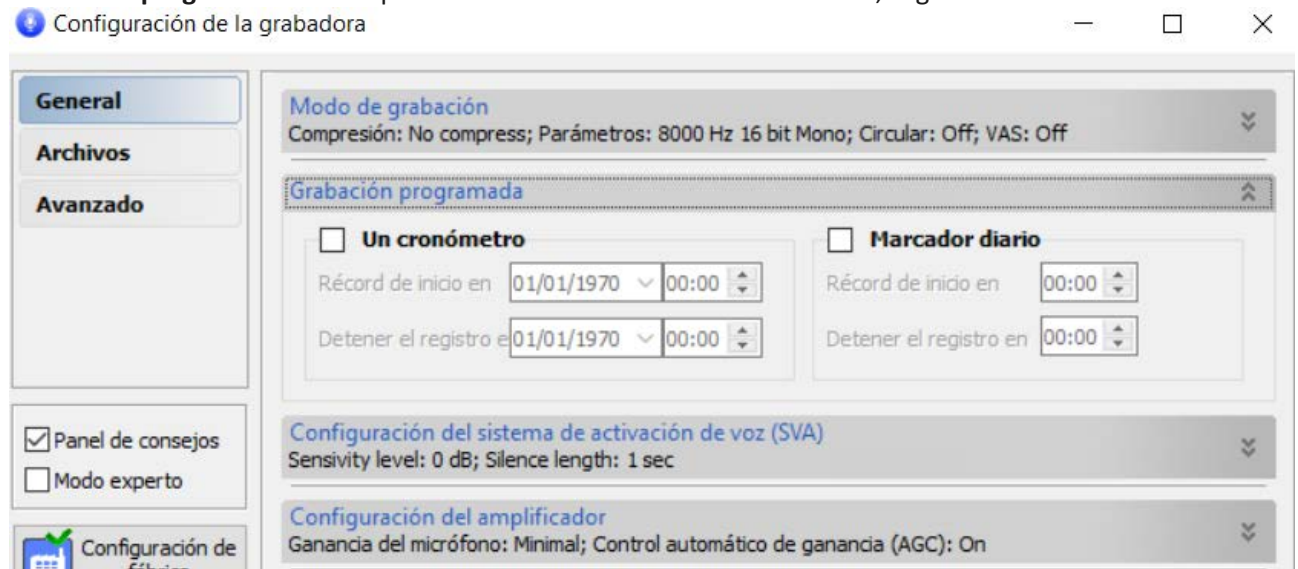 Configuración de la grabadora
General
Archivos
Avanzado
Modo de grabación
Compresión: No compress; Parámetros: 8000 Hz 16 bit Mono; Circular: Off; VAS: Off
Grabación programada
Un cronómetro
Récord de inicio en 01/01/1970 00:00
Detener el registro e 01/01/1970 00:00
Marcador diario
Récord de inicio en 00:00
Detener el registro en 00:00
Configuración del sistema de activación de voz (SVA)
Sensivity level: 0 dB; Silence length: 1 sec
Configuración del amplificador
Ganancia del micrófono: Minimal; Control automático de ganancia (AGC): On
Panel de consejos
Modo experto
Configuración de